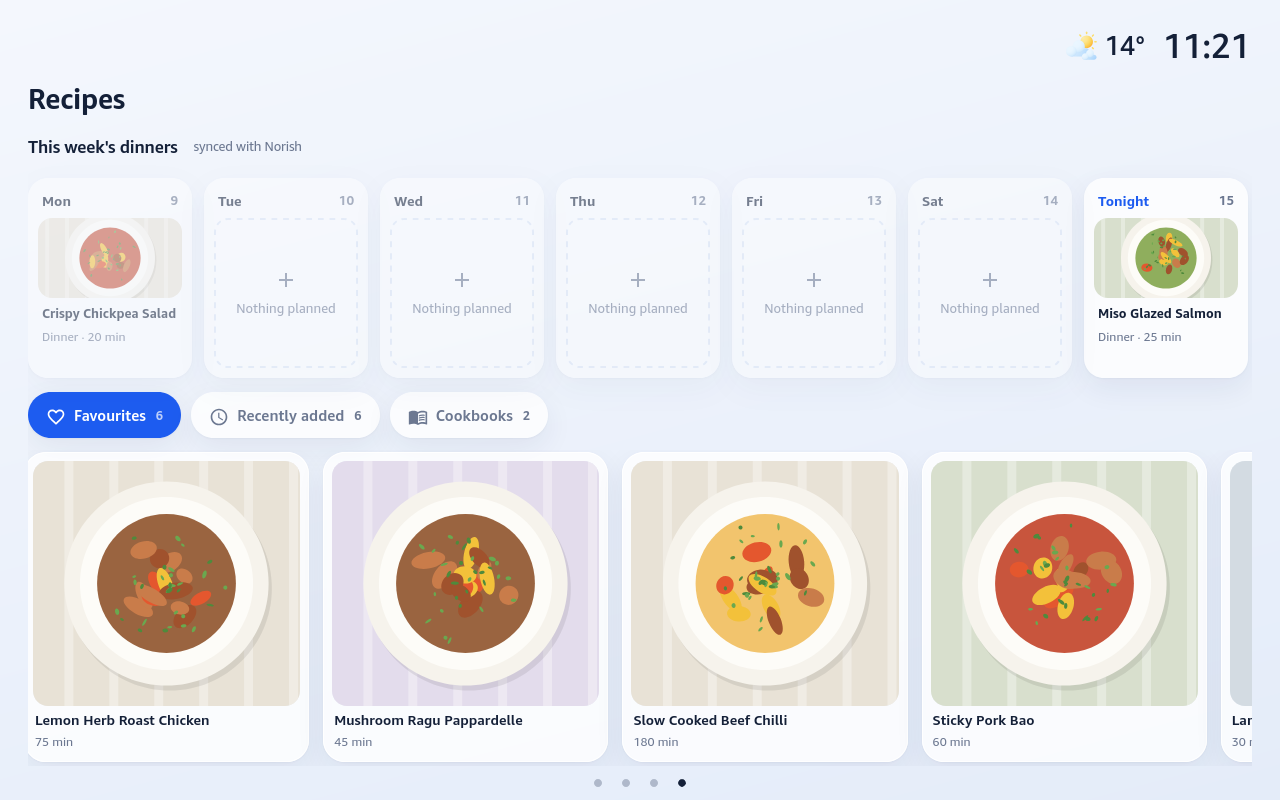 14° 11:21
Recipes
This week's dinners synced with Norish
Mon 9 Tue 10 Wed 11 Thu 12 Fri 13 Sat 14 Tonight 15
Nothing planned Nothing planned Nothing planned Nothing planned Nothing planned
Crispy Chickpea Salad Miso Glazed Salmon
Dinner · 20 min Dinner · 25 min
Favourites 6 Recently added 6 Cookbooks 2
Lemon Herb Roast Chicken Mushroom Ragu Pappardelle Slow Cooked Beef Chilli Sticky Pork Bao
75 min 45 min 180 min 60 min 30